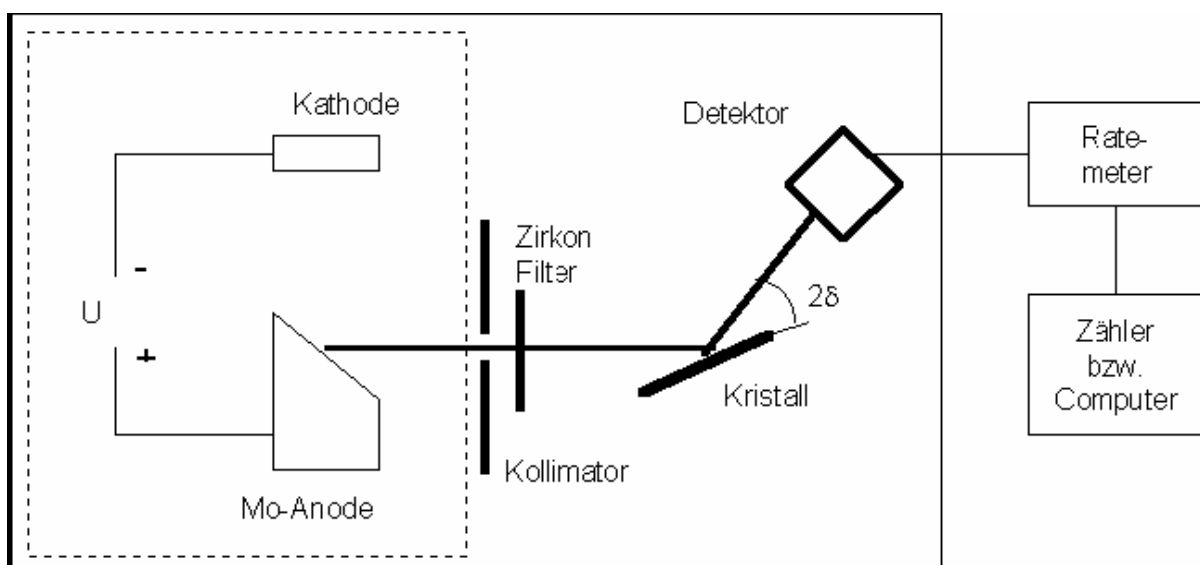 Kathode
Detektor
Rate-
meter
Zirkon
Filter
-
U
+
2δ
Zähler
bzw.
Computer
Kristall
Kollimator
Mo-Anode